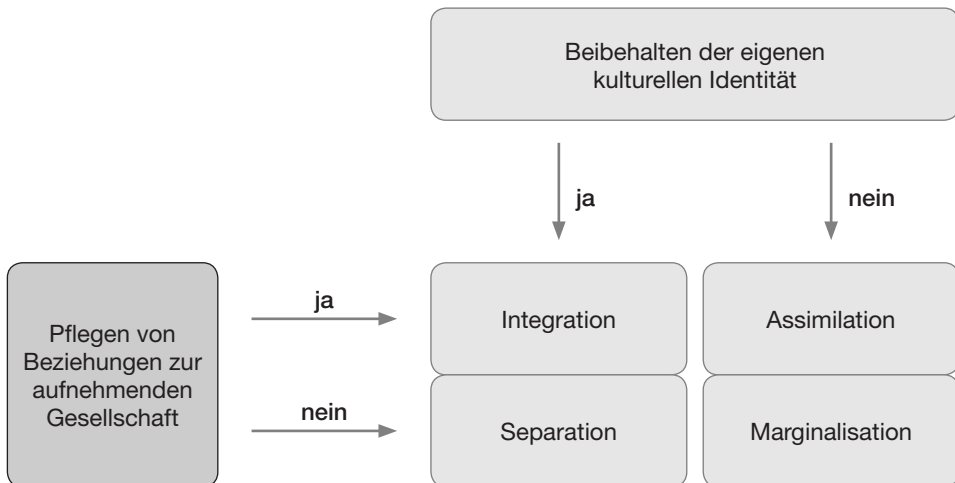 Beibehalten der eigenen
kulturellen Identität
ja
nein
Pflegen von
Beziehungen zur
aufnehmenden
Gesellschaft
ja
nein
Integration
Assimilation
Separation
Marginalisation